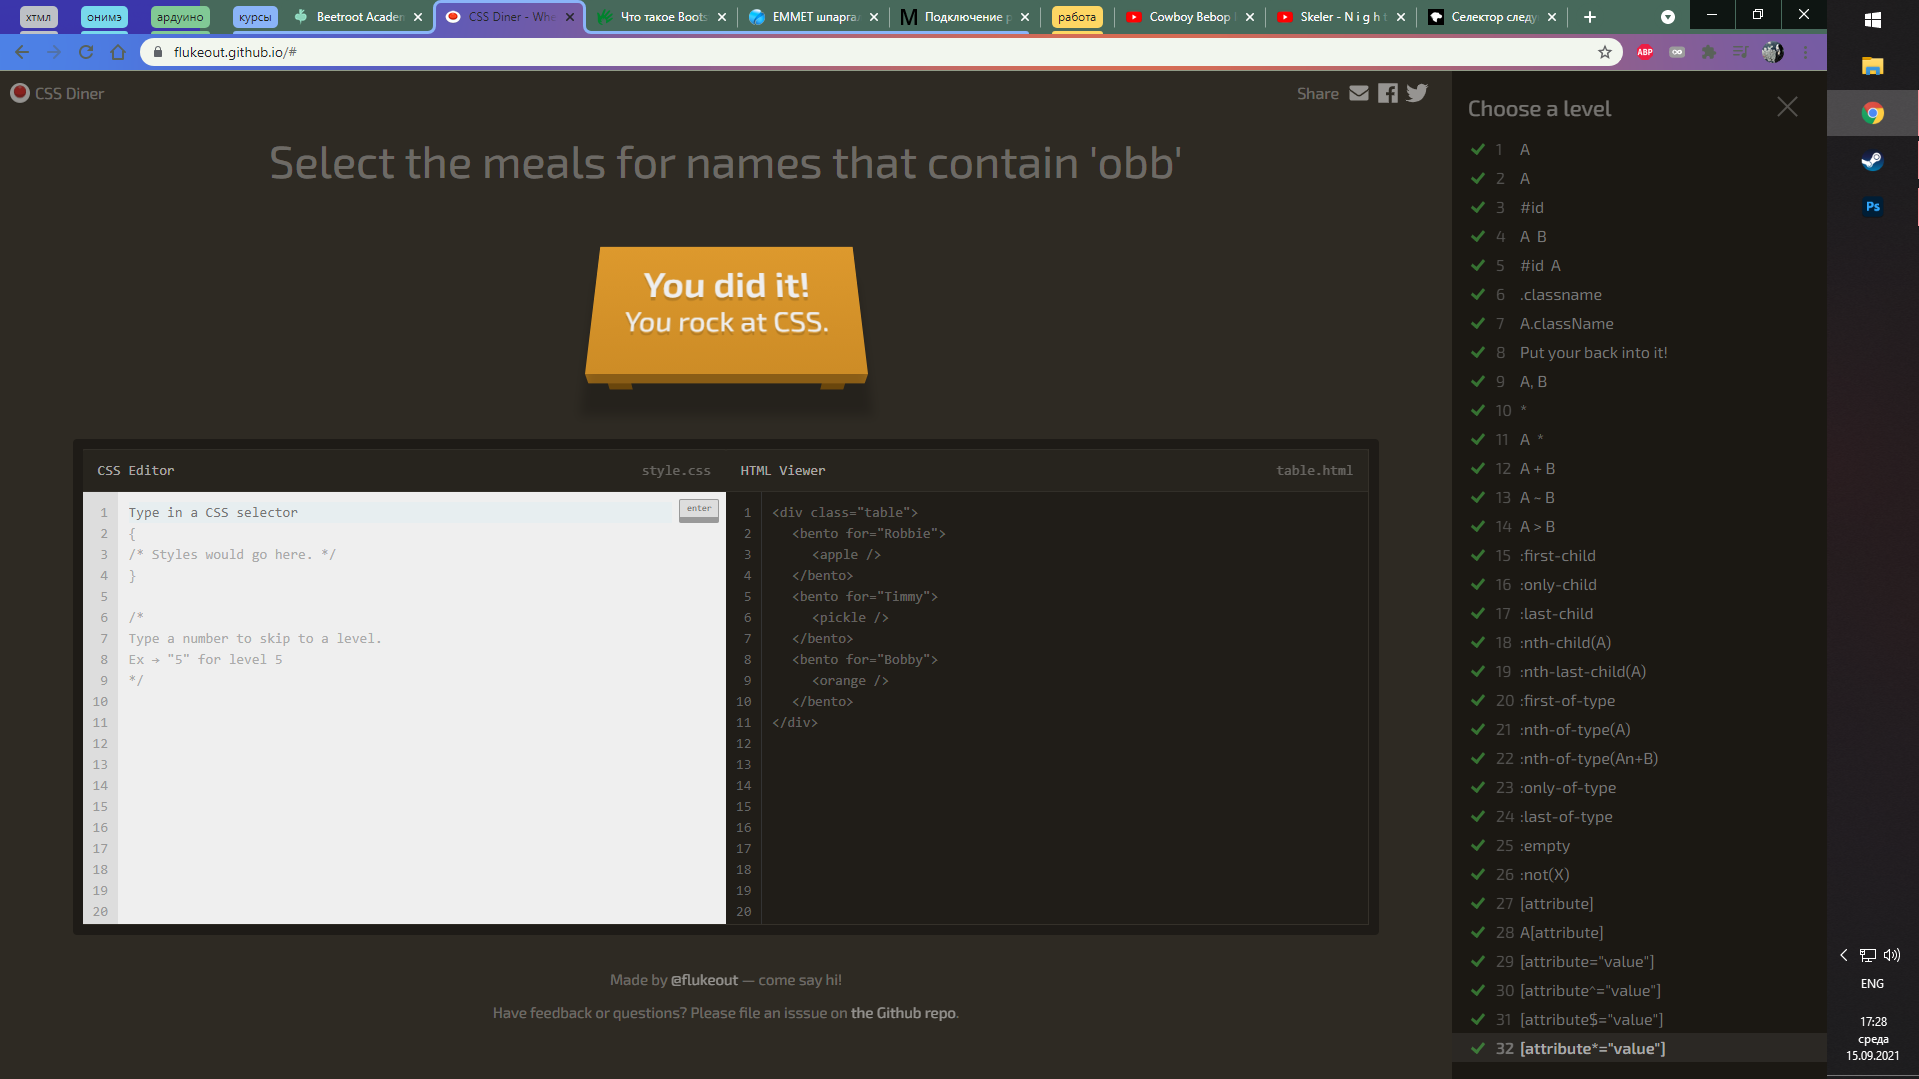 хтмл
онимэ
ардуино
курсы
Beetroot Academ
CSS Diner - Whe
Что такое Boots
EMMET шпарга
Подключение р
работа
Cowboy Bebop
Skeler - N i g h t
Селектор следу
flukeout.github.io/#
ABP
CSS Diner
Share
Select the meals for names that contain 'obb'
You did it!
You rock at CSS.
CSS Editor
style.css
1 Type in a CSS selector
enter
2 {
3 /* Styles would go here. */
4 }
5
6 /*
7 Type a number to skip to a level.
8 Ex → "5" for level 5
9 */
10
11
12
13
14
15
16
17
18
19
20
HTML Viewer
table.html
1 <div class="table">
2 <bento for="Robbie">
3 <apple />
4 </bento>
5 <bento for="Timmy">
6 <pickle />
7 </bento>
8 <bento for="Bobby">
9 <orange />
10 </bento>
11 </div>
12
13
14
15
16
17
18
19
20
Made by @flukeout — come say hi!
Have feedback or questions? Please file an isssue on the Github repo.
Choose a level
1 A
2 A
3 #id
4 A B
5 #id A
6 .classname
7 A.className
8 Put your back into it!
9 A, B
10 *
11 A *
12 A + B
13 A ~ B
14 A > B
15 :first-child
16 :only-child
17 :last-child
18 :nth-child(A)
19 :nth-last-child(A)
20 :first-of-type
21 :nth-of-type(A)
22 :nth-of-type(An+B)
23 :only-of-type
24 :last-of-type
25 :empty
26 :not(X)
27 [attribute]
28 A[attribute]
29 [attribute="value"]
30 [attribute^="value"]
31 [attribute$="value"]
32 [attribute*="value"]
Ps
ENG
17:28
среда
15.09.2021